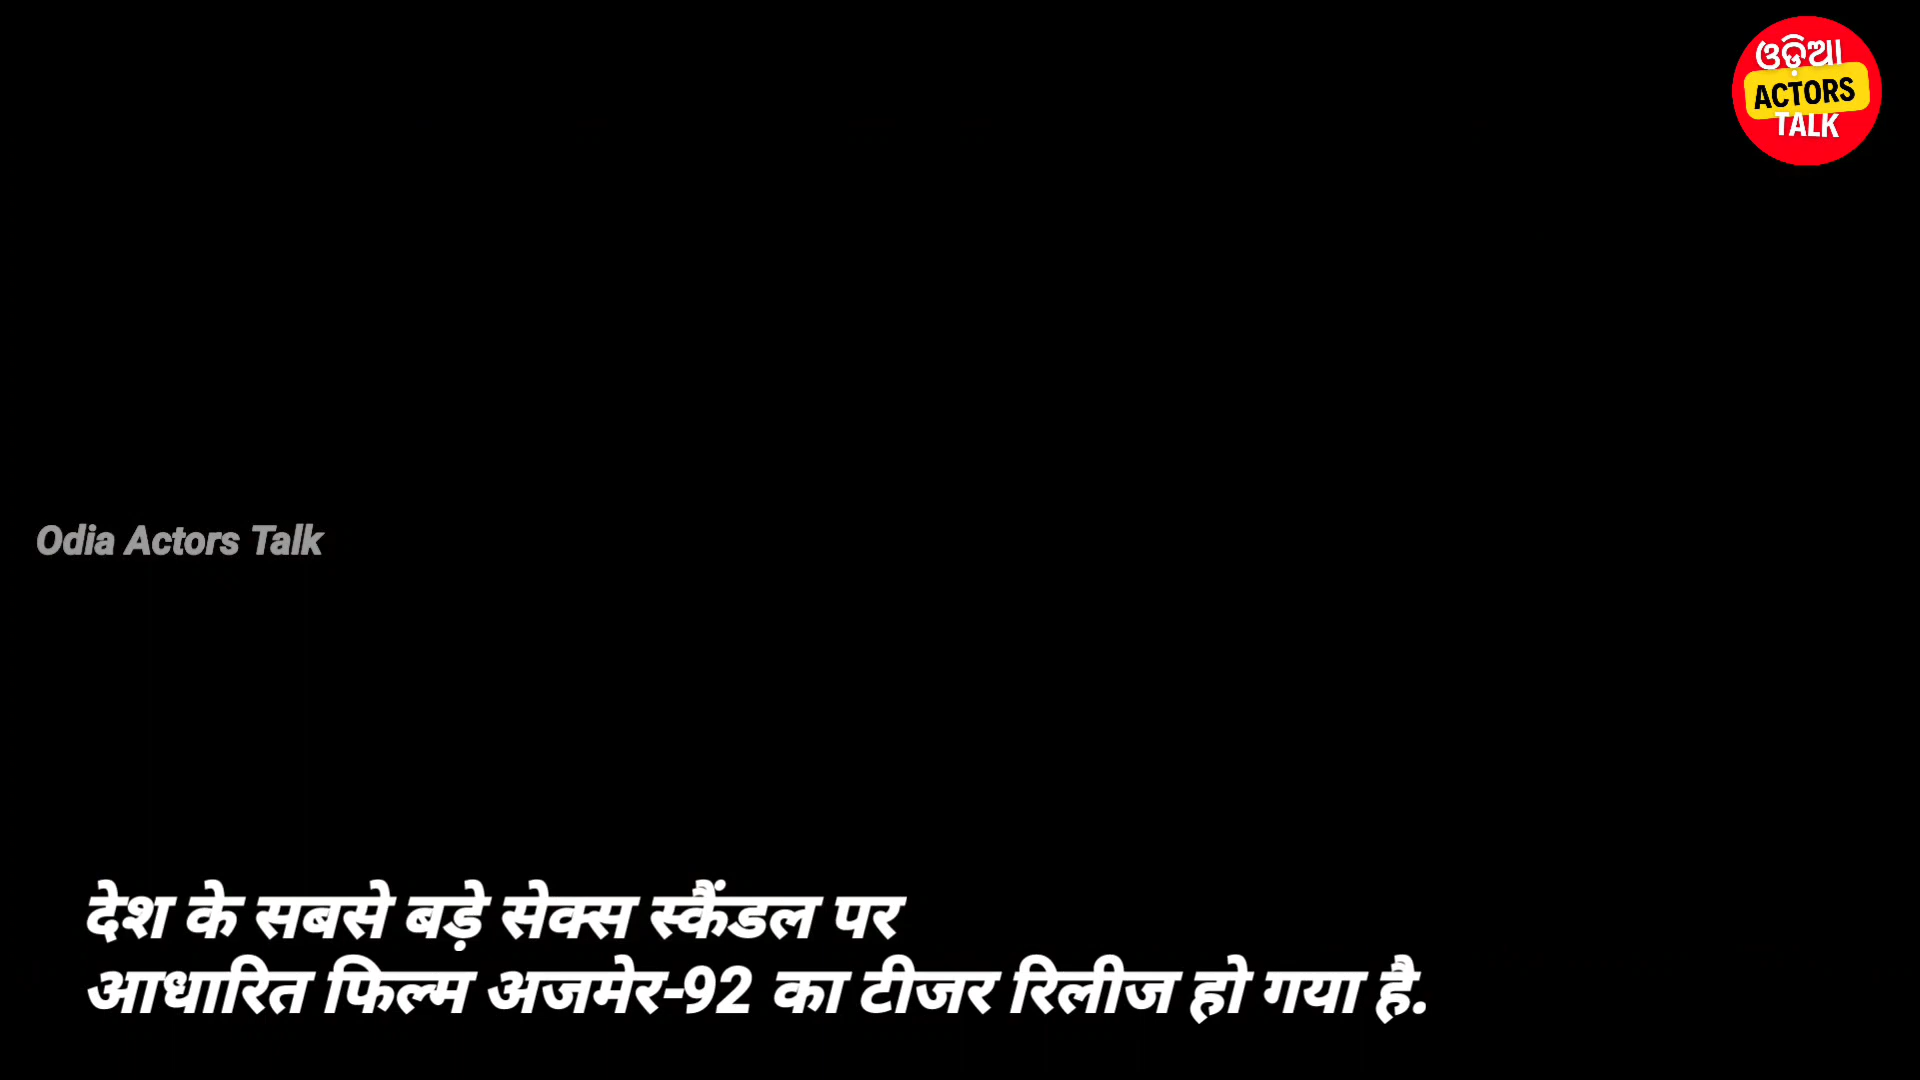 ଓଡ଼ିଆ
ACTORS
TALK
Odia Actors Talk
देश के सबसे बड़े सेक्स स्कैंडल पर
आधारित फिल्म अजमेर-92 का टीजर रिलीज हो गया है.